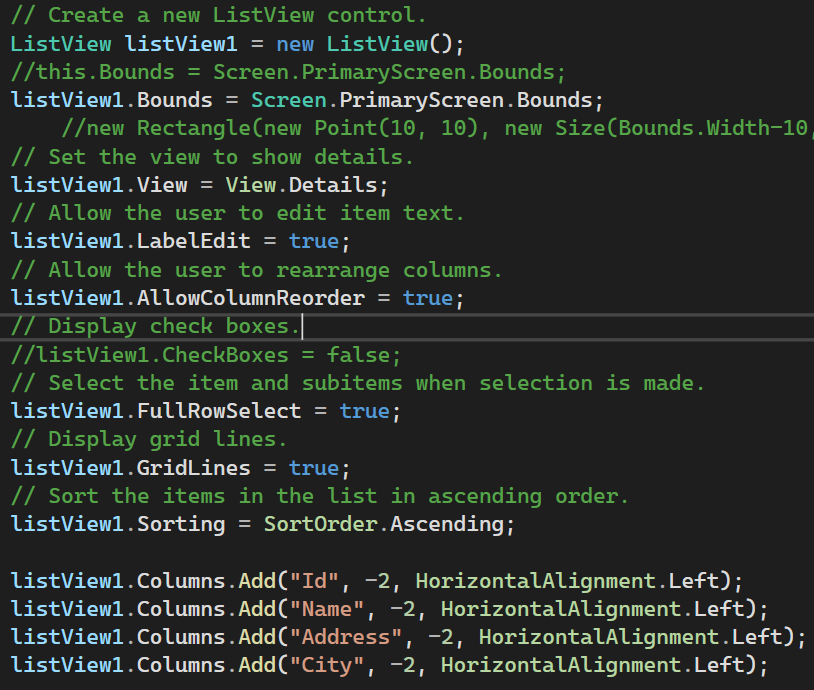 // Create a new ListView control.
ListView listView1 = new ListView();
//this.Bounds = Screen.PrimaryScreen.Bounds;
listView1.Bounds = Screen.PrimaryScreen.Bounds;
//new Rectangle(new Point(10, 10), new Size(Bounds.Width-10,
// Set the view to show details.
listView1.View = View.Details;
// Allow the user to edit item text.
listView1.LabelEdit = true;
// Allow the user to rearrange columns.
listView1.AllowColumnReorder = true;
// Display check boxes.
//listView1.CheckBoxes = false;
// Select the item and subitems when selection is made.
listView1.FullRowSelect = true;
// Display grid lines.
listView1.GridLines = true;
// Sort the items in the list in ascending order.
listView1.Sorting = SortOrder.Ascending;
listView1.Columns.Add("Id", -2, HorizontalAlignment.Left);
listView1.Columns.Add("Name", -2, HorizontalAlignment.Left);
listView1.Columns.Add("Address", -2, HorizontalAlignment.Left);
listView1.Columns.Add("City", -2, HorizontalAlignment.Left);